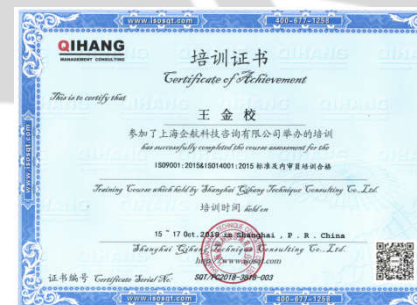 www.isosqt.com 400-677-1258
QIHANG
MANAGEMENT CONSULTING
培训证书
Certificate of Achievement
This is to certify that
王金校
参加了上海企航科技咨询有限公司举办的培训
has successfully completed the course assessment for the
ISO9001:2015&ISO14001:2015 标准及内审员培训合格
Training Course which held by Shanghai Qihang Technique Consulting Co.,Ltd.
培训时间 held on
15 ~ 17 Oct.2018 in Shanghai , P . R . China
Shanghai Qihang Technique Consulting Co.,Ltd.
证书编号 Certificate Serial No:
www.isosqt.com 400-677-1258